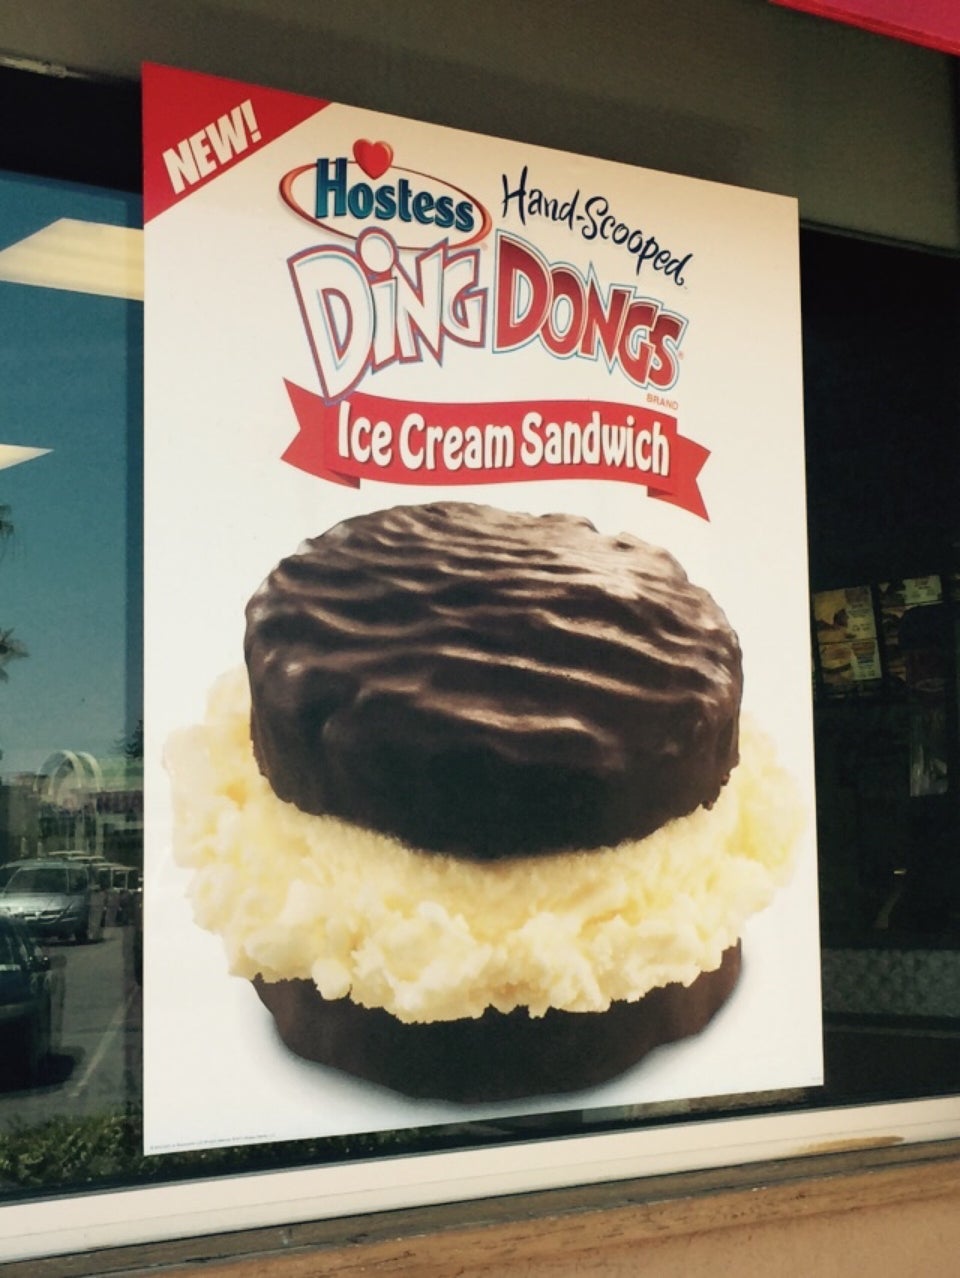 NEW!
Hostess
Hand-Scooped
DING DONGS
BRAND
Ice Cream Sandwich